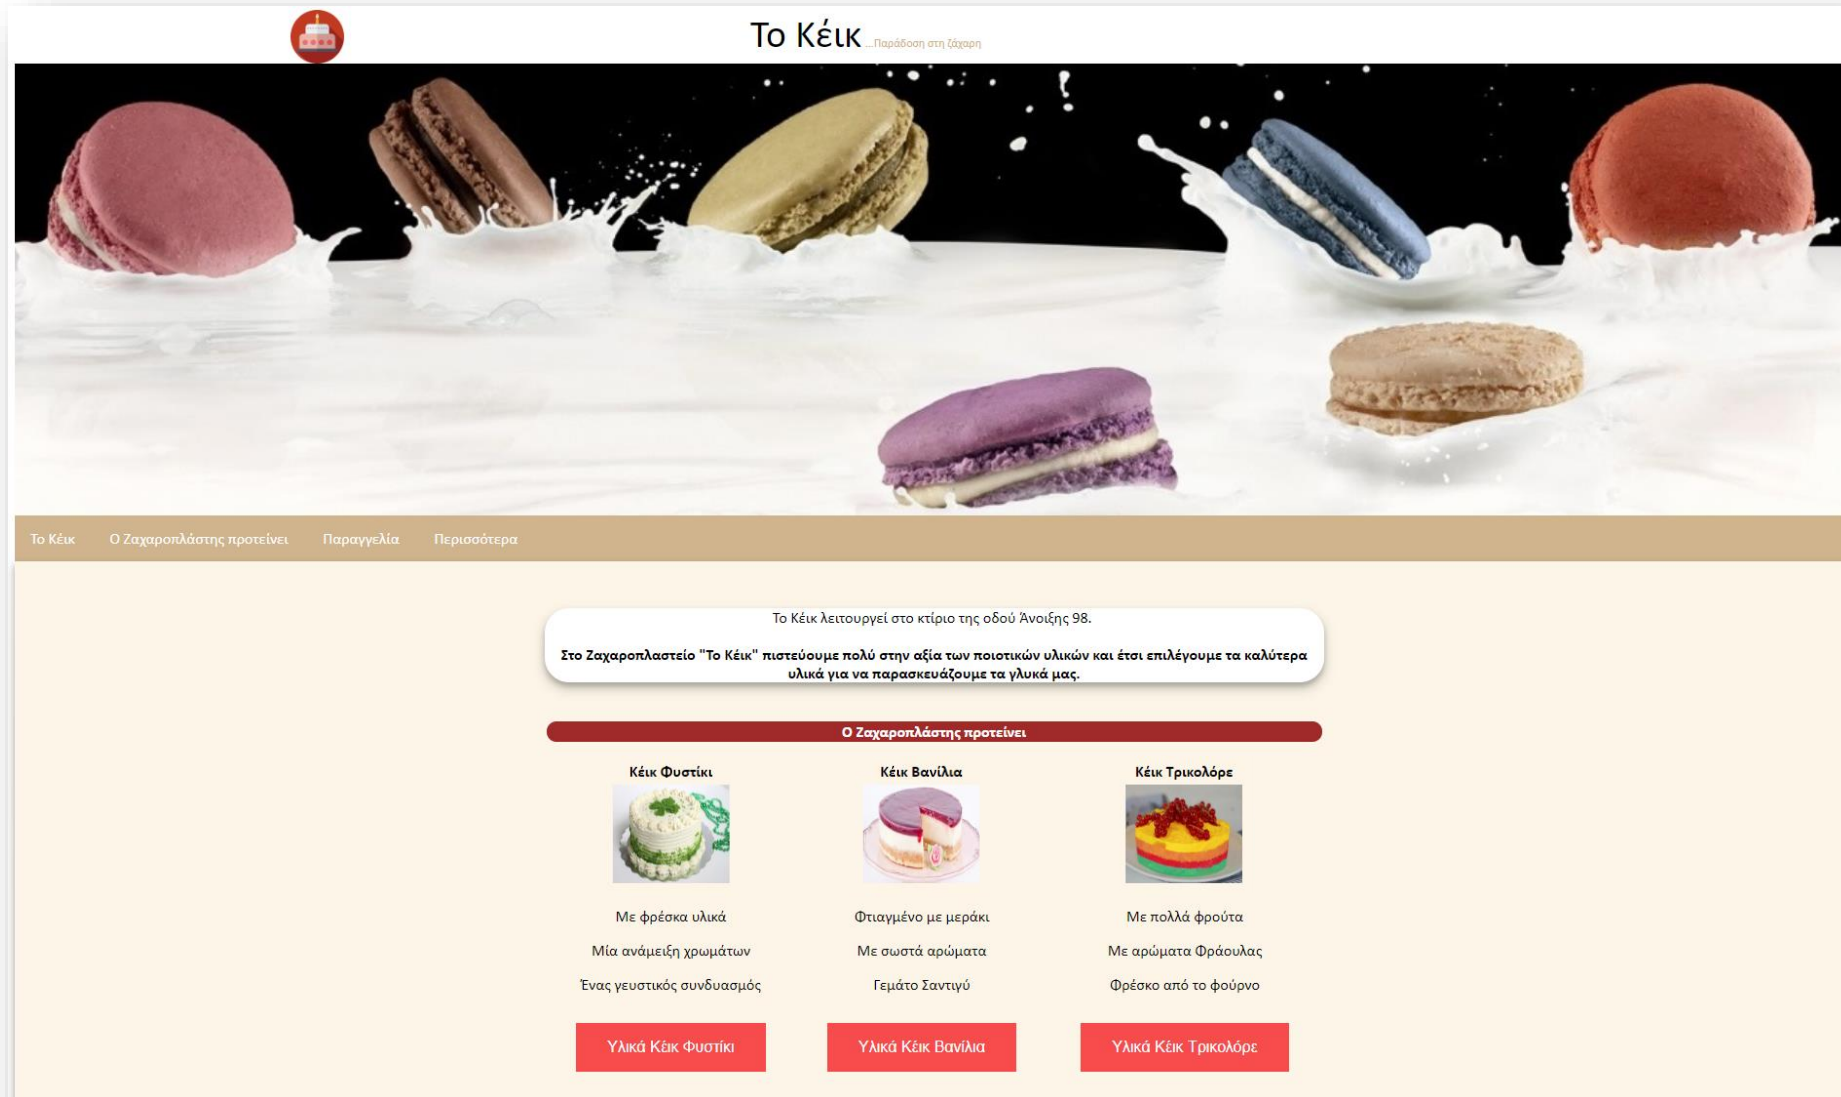 Το Κέικ ...Παράδοση στη ζάχαρη
Το Κέικ Ο Ζαχαροπλάστης προτείνει Παραγγελία Περισσότερα
Το Κέικ λειτουργεί στο κτίριο της οδού Άνοιξης 98.
Στο Ζαχαροπλαστείο "Το Κέικ" πιστεύουμε πολύ στην αξία των ποιοτικών υλικών και έτσι επιλέγουμε τα καλύτερα
υλικά για να παρασκευάζουμε τα γλυκά μας.
Ο Ζαχαροπλάστης προτείνει
Κέικ Φυστίκι Κέικ Βανίλια Κέικ Τρικολόρε
Με φρέσκα υλικά Φτιαγμένο με μεράκι Με πολλά φρούτα
Μία ανάμειξη χρωμάτων Με σωστά αρώματα Με αρώματα Φράουλας
Ένας γευστικός συνδυασμός Γεμάτο Σαντιγύ Φρέσκο από το φούρνο
Υλικά Κέικ Φυστίκι Υλικά Κέικ Βανίλια Υλικά Κέικ Τρικολόρε